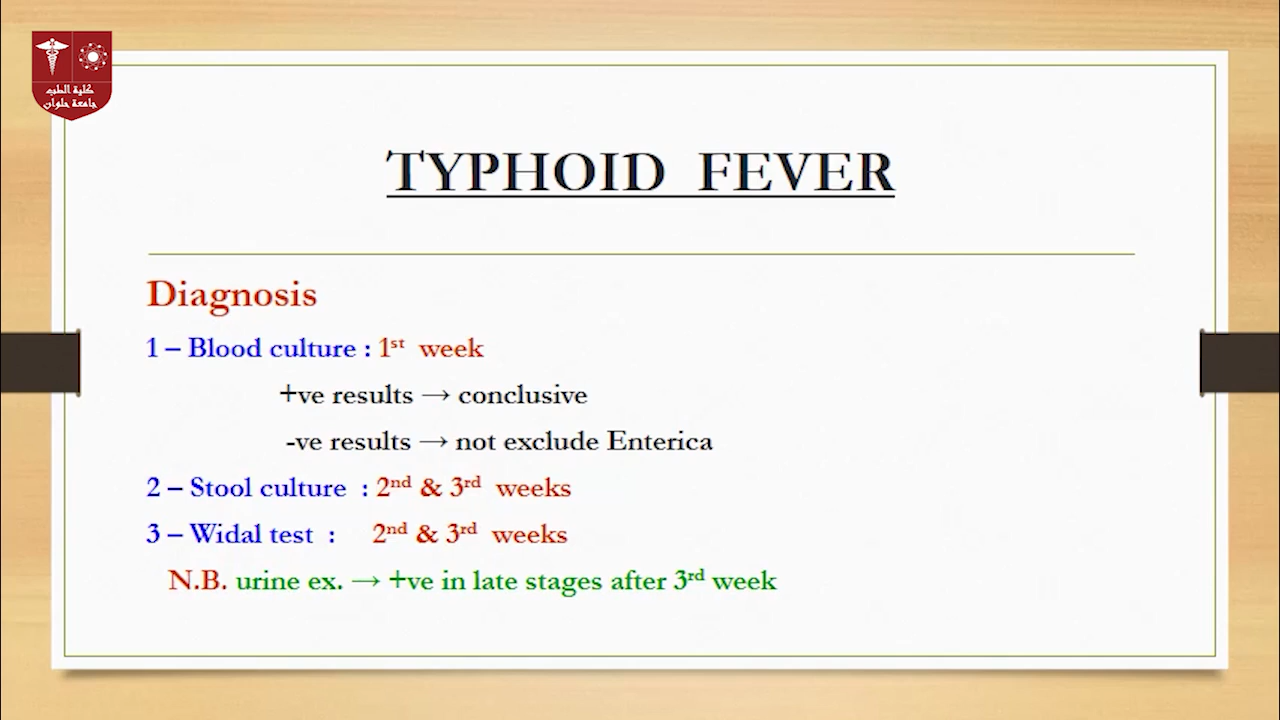 كلية الطب
جامعة حلوان
TYPHOID FEVER
Diagnosis
1 – Blood culture : 1st week
+ve results → conclusive
-ve results → not exclude Enterica
2 – Stool culture : 2nd & 3rd weeks
3 – Widal test : 2nd & 3rd weeks
N.B. urine ex. → +ve in late stages after 3rd week